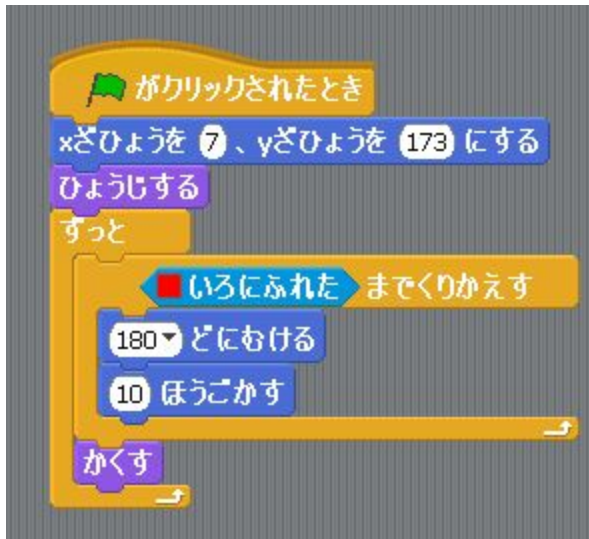 がクリックされたとき
xざひょうを 7 、yざひょうを 173 にする
ひょうじする
ずっと
いろにふれた までくりかえす
180 どにむける
10 ほうごかす
かくす